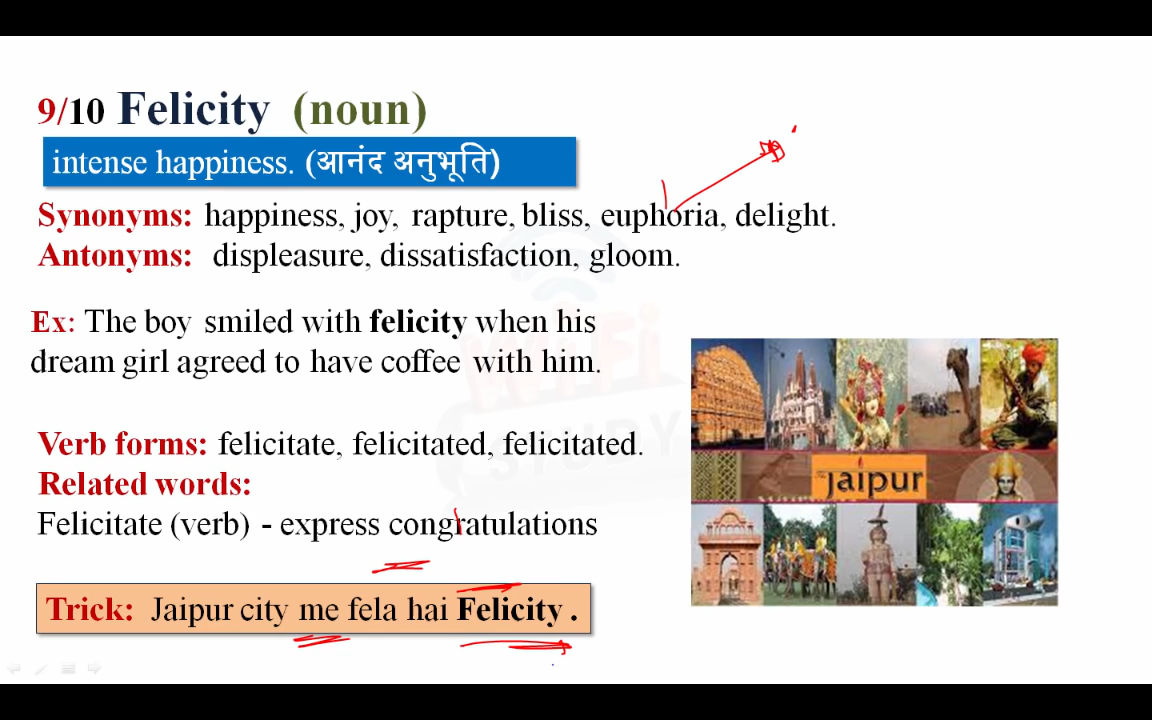 9/10 Felicity (noun)
intense happiness. (आनंद अनुभूति)
Synonyms: happiness, joy, rapture, bliss, euphoria, delight.
Antonyms: displeasure, dissatisfaction, gloom.
Ex: The boy smiled with felicity when his
dream girl agreed to have coffee with him.
WiFi
STUDY
Verb forms: felicitate, felicitated, felicitated.
Related words:
Felicitate (verb) - express congratulations
Trick: Jaipur city me fela hai Felicity .
jaipur